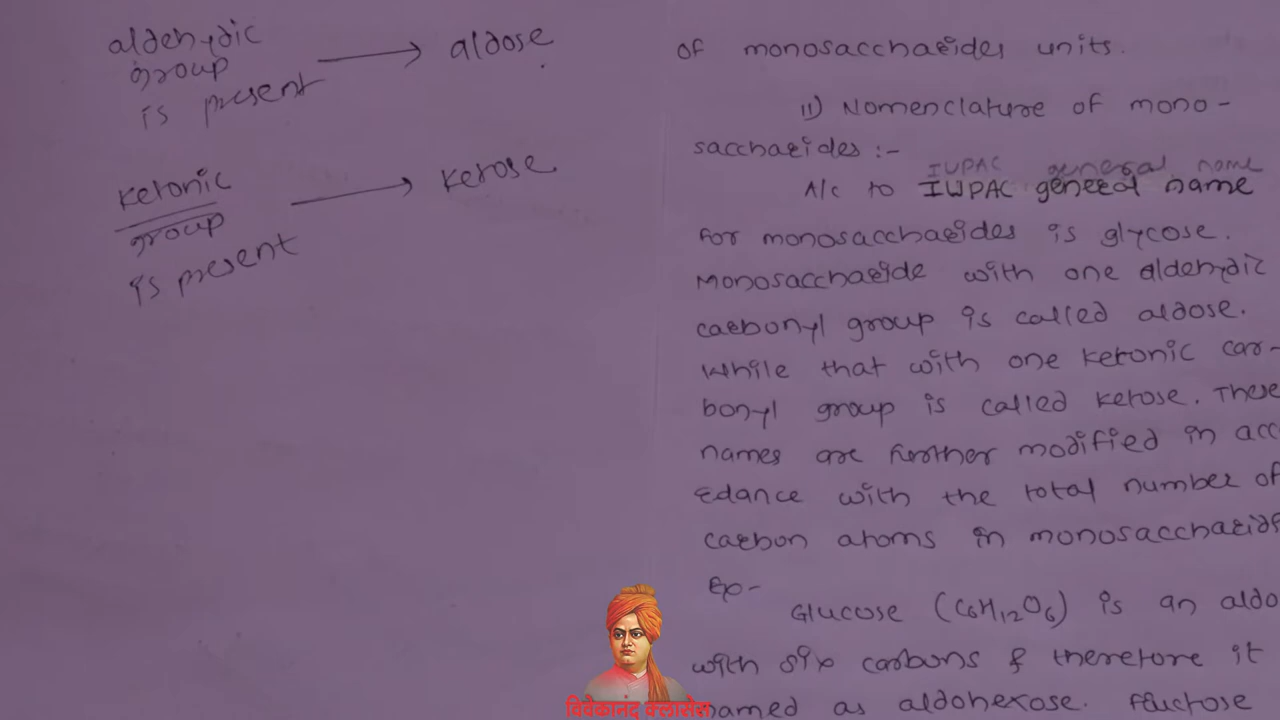 aldehydic
group
is present → aldose
ketonic
group
is present → ketose
of monosaccharides units.
ii) Nomenclature of mono-
saccharides :-
IUPAC general name
A/c to IUPAC general name
for monosaccharides is glycose.
Monosaccharide with one aldehydic
carbonyl group is called aldose.
While that with one ketonic car-
bonyl group is called ketose. These
names are further modified in acc
rdance with the total number of
carbon atoms in monosaccharid
Ex-
Glucose (C6H12O6) is an aldo
with six carbons & therefore it
named as aldohexose. Fructose
विवेकानंद क्लासेस